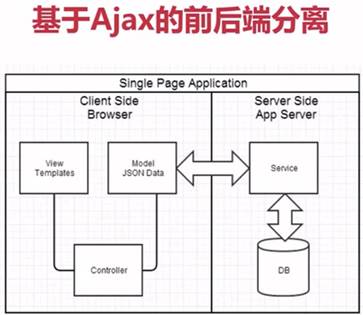 基于Ajax的前后端分离
Single Page Application
Client Side
Browser
Server Side
App Server
View
Templates
Model
JSON Data
Service
Controller
DB